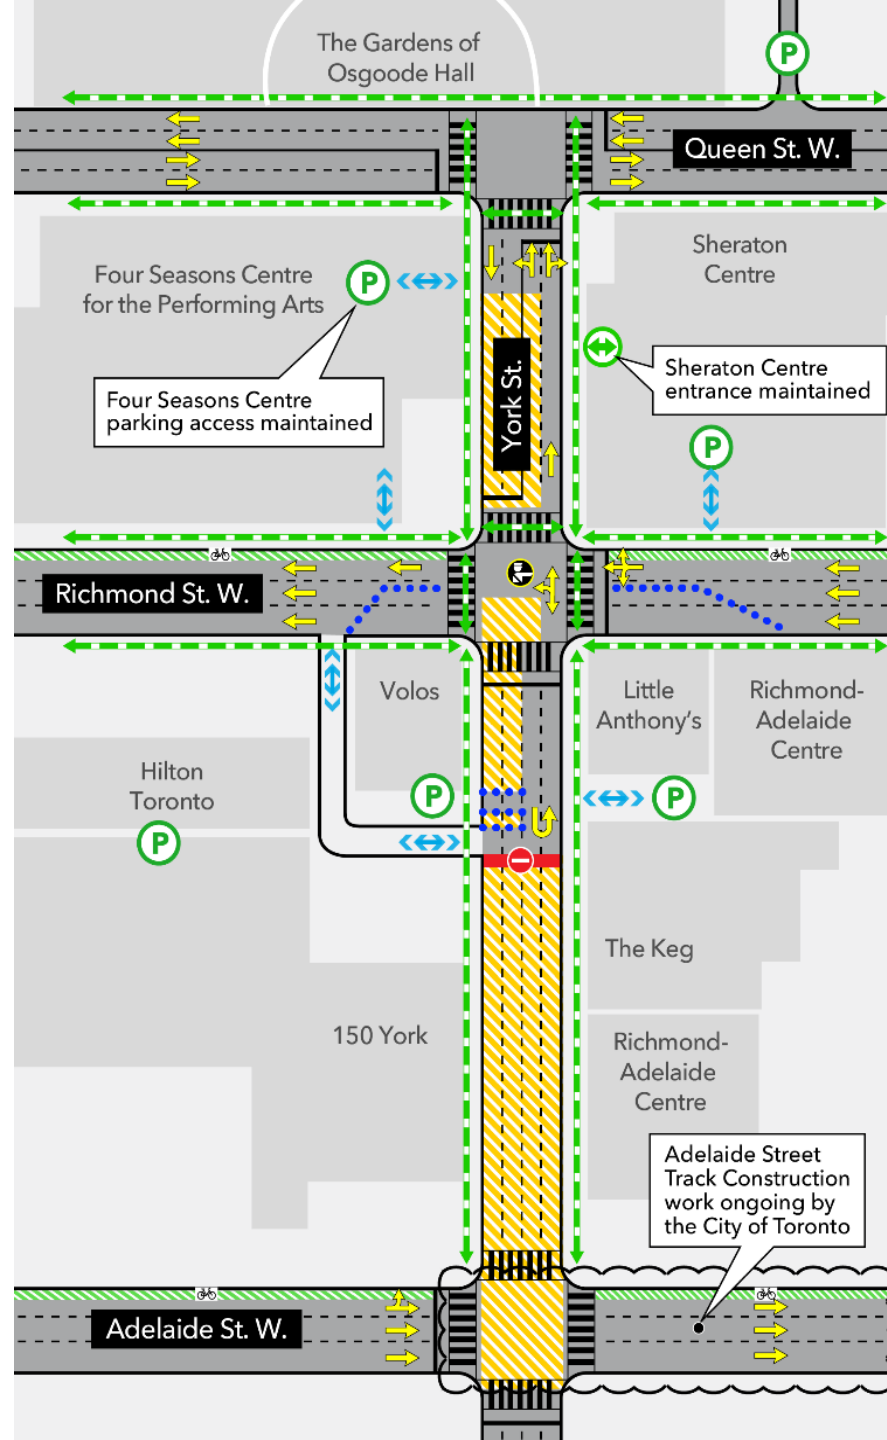 The Gardens of
Osgoode Hall
P
Queen St. W.
Four Seasons Centre
for the Performing Arts
P
Sheraton
Centre
York St.
Four Seasons Centre
parking access maintained
Sheraton Centre
entrance maintained
P
Richmond St. W.
Volos
Little
Anthony's
Richmond-
Adelaide
Centre
Hilton
Toronto
P
P
P
The Keg
150 York
Richmond-
Adelaide
Centre
Adelaide Street
Track Construction
work ongoing by
the City of Toronto
Adelaide St. W.